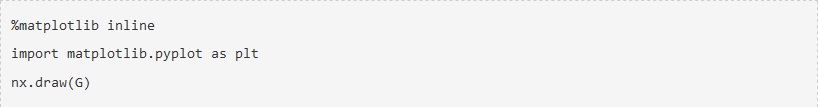 %matplotlib inline
import matplotlib.pyplot as plt
nx.draw(G)